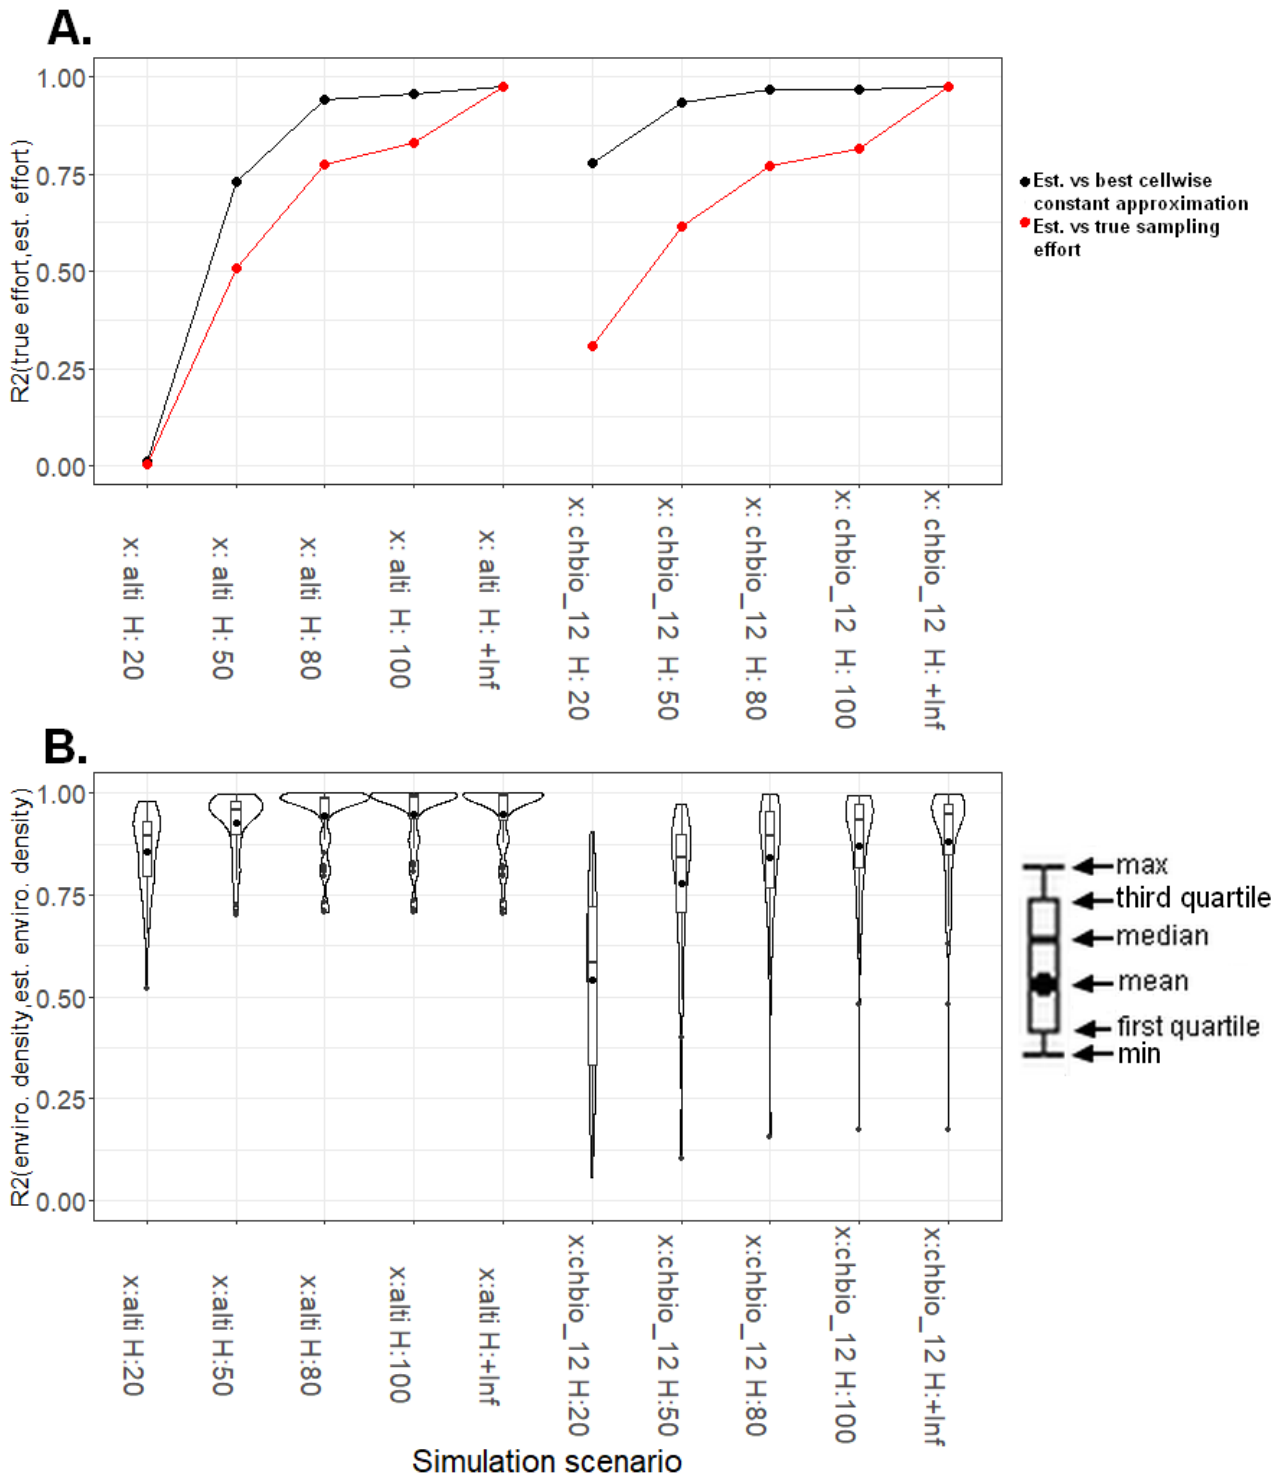 A.
R2(true effort,est. effort)
1.00
0.75
0.50
0.25
0.00
Est. vs best cellwise
constant approximation
Est. vs true sampling
effort
x: alti H: 20
x: alti H: 50
x: alti H: 80
x: alti H: 100
x: alti H: +Inf
x: chbio_12 H: 20
x: chbio_12 H: 50
x: chbio_12 H: 80
x: chbio_12 H: 100
x: chbio_12 H: +Inf
B.
R2(enviro. density,est. enviro. density)
1.00
0.75
0.50
0.25
0.00
max
third quartile
median
mean
first quartile
min
x:alti H:20
x:alti H:50
x:alti H:80
x:alti H:100
x:alti H:+Inf
x:chbio_12 H:20
x:chbio_12 H:50
x:chbio_12 H:80
x:chbio_12 H:100
x:chbio_12 H:+Inf
Simulation scenario